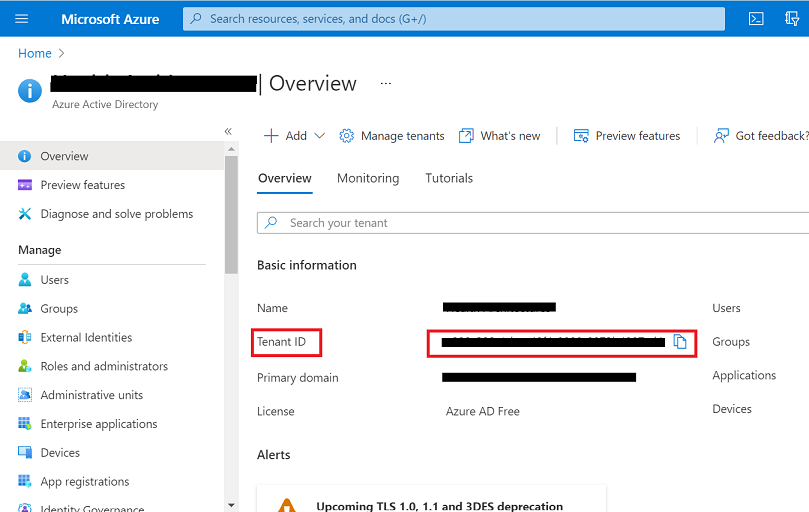 Microsoft Azure
Search resources, services, and docs (G+/)
Home
| Overview ...
Azure Active Directory
Overview
Preview features
Diagnose and solve problems
Manage
Users
Groups
External Identities
Roles and administrators
Administrative units
Enterprise applications
Devices
App registrations
Identity Governance
Add
Manage tenants
What's new
Preview features
Got feedback?
Overview
Monitoring
Tutorials
Search your tenant
Basic information
Name
Users
Tenant ID
Groups
Primary domain
Applications
License
Azure AD Free
Devices
Alerts
Upcoming TLS 1.0, 1.1 and 3DES deprecation